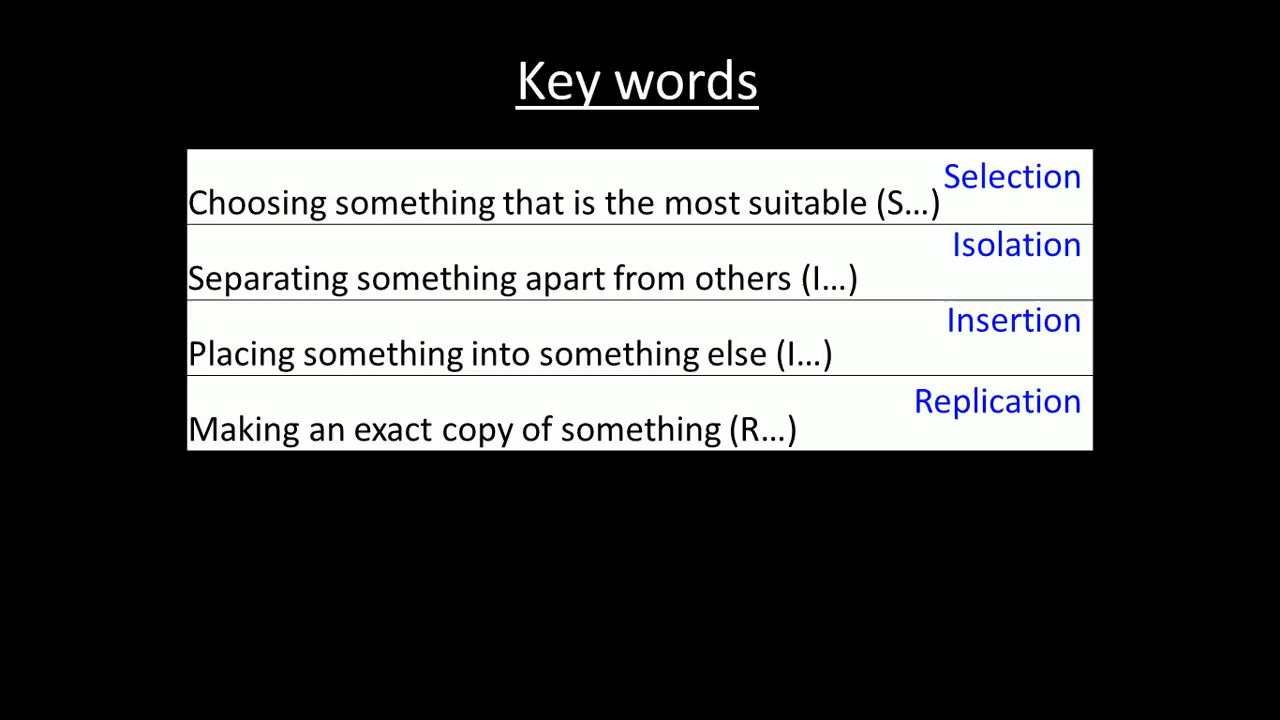 Key words
Choosing something that is the most suitable (S...) Selection
Separating something apart from others (I...) Isolation
Placing something into something else (I...) Insertion
Making an exact copy of something (R...) Replication